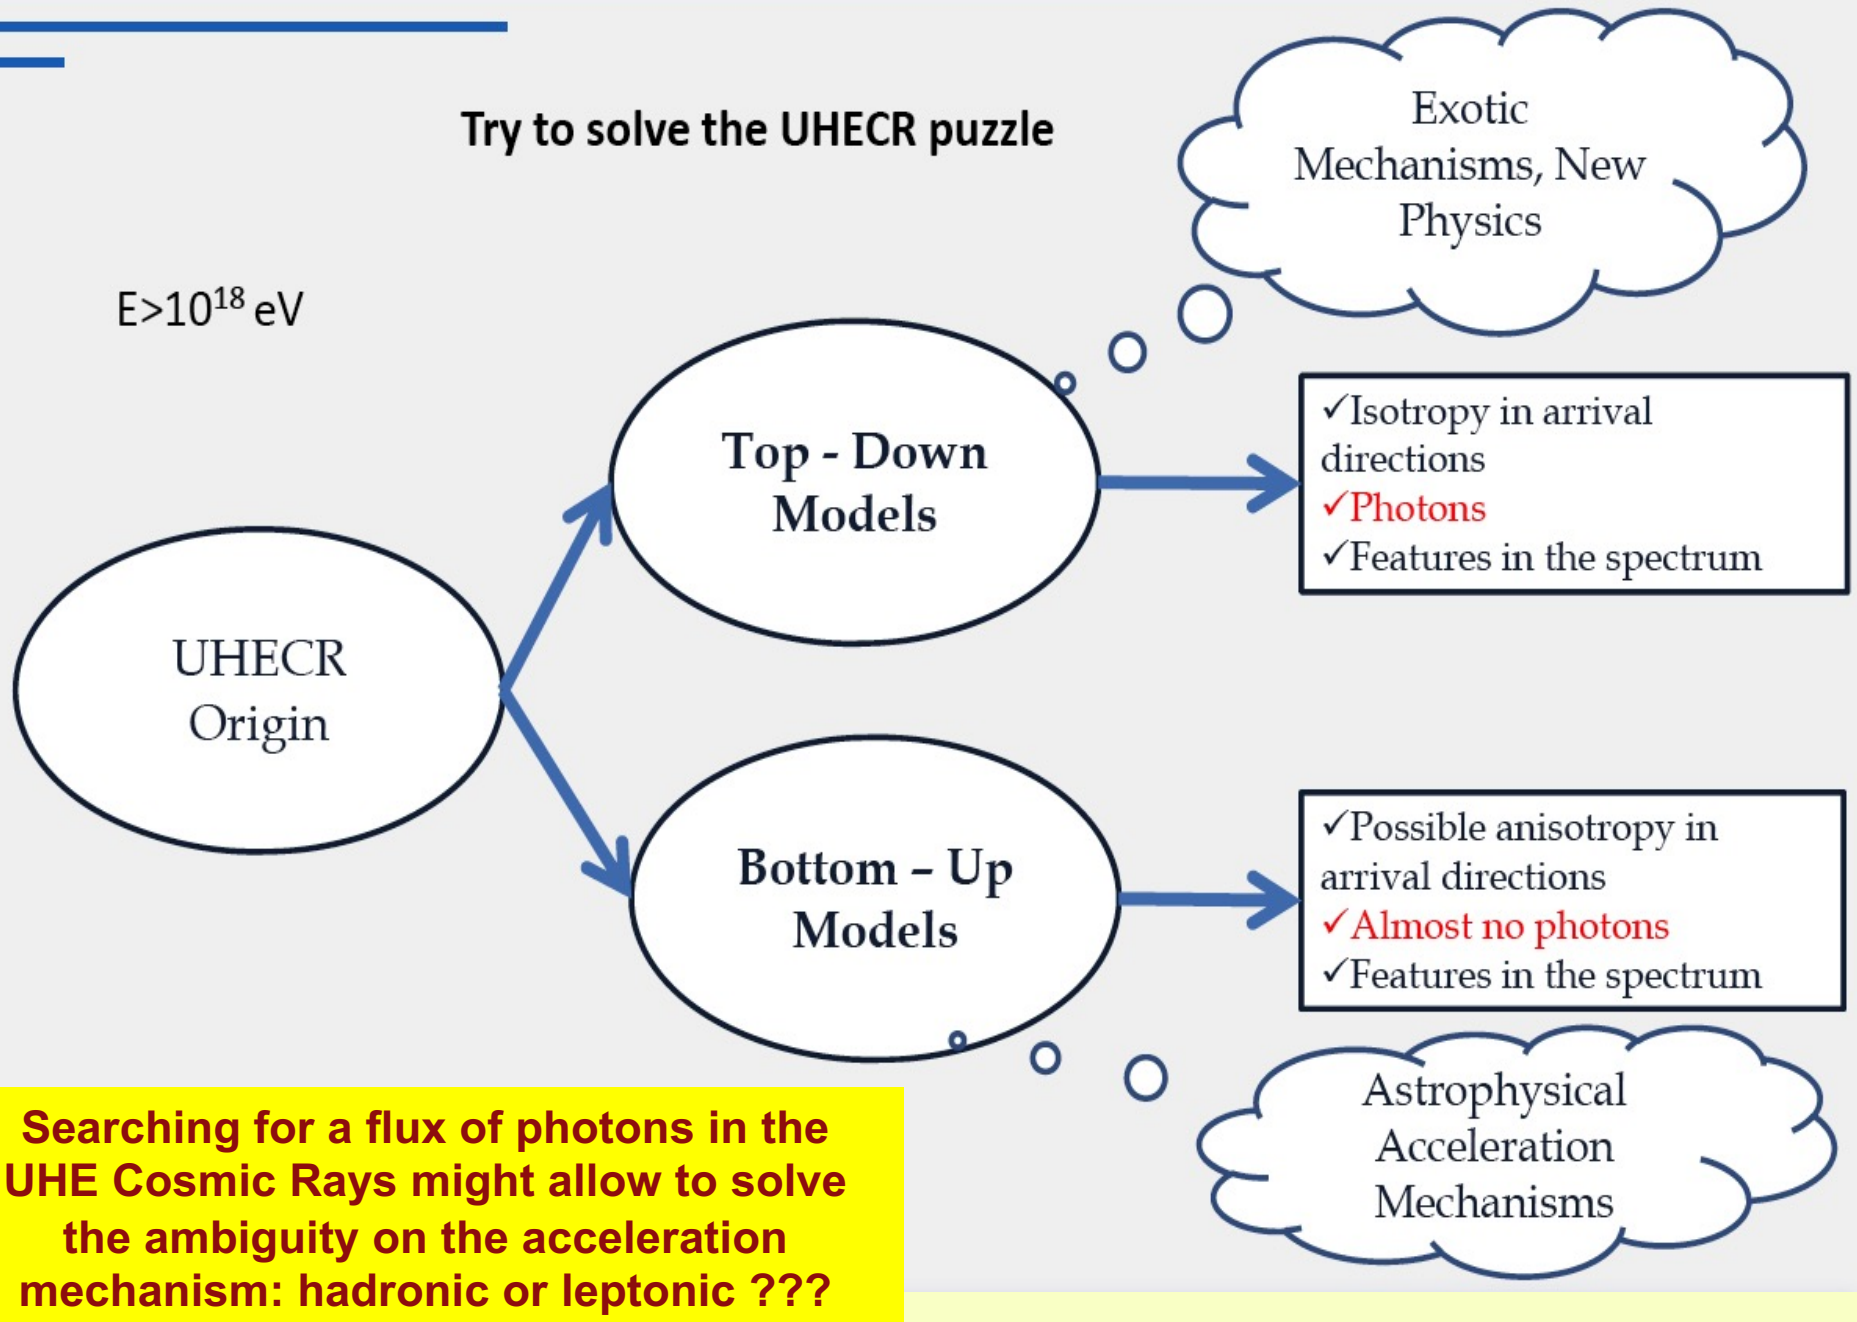 Try to solve the UHECR puzzle
E>10¹⁸ eV
Exotic
Mechanisms, New
Physics
Top - Down
Models
✓Isotropy in arrival
directions
✓Photons
✓Features in the spectrum
UHECR
Origin
Bottom – Up
Models
✓Possible anisotropy in
arrival directions
✓Almost no photons
✓Features in the spectrum
Astrophysical
Acceleration
Mechanisms
Searching for a flux of photons in the
UHE Cosmic Rays might allow to solve
the ambiguity on the acceleration
mechanism: hadronic or leptonic ???